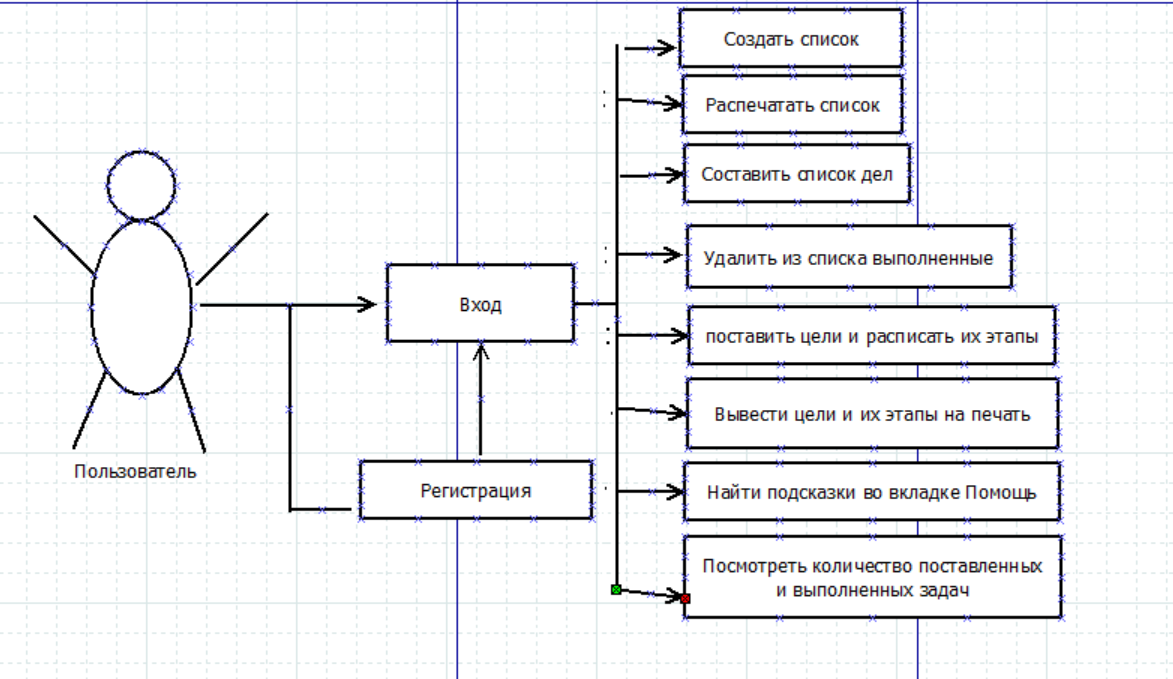 Создать список
Распечатать список
Составить список дел
Удалить из списка выполненные
Вход
поставить цели и расписать их этапы
Вывести цели и их этапы на печать
Пользователь
Регистрация
Найти подсказки во вкладке Помощь
Посмотреть количество поставленных
и выполненных задач